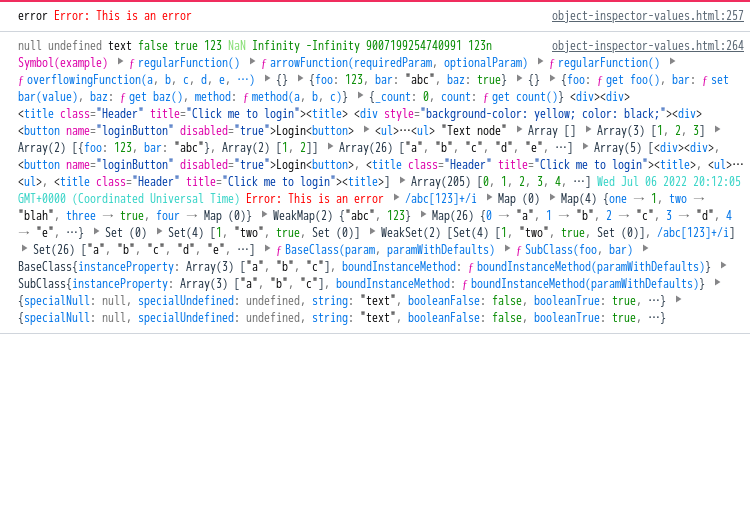 error Error: This is an error object-inspector-values.html:257
null undefined text false true 123 NaN Infinity -Infinity 9007199254740991 123n object-inspector-values.html:264
Symbol(example) ▶ ƒ regularFunction() ▶ ƒ arrowFunction(requiredParam, optionalParam) ▶ ƒ regularFunction() ▶
ƒ overflowingFunction(a, b, c, d, e, …) ▶ {} ▶ {foo: 123, bar: "abc", baz: true} ▶ {} ▶ {foo: ƒ get foo(), bar: ƒ set
bar(value), baz: ƒ get baz(), method: ƒ method(a, b, c)} ▶ {_count: 0, count: ƒ get count()} <div><div>
<title class="Header" title="Click me to login"><title> <div style="background-color: yellow; color: black;"><div>
<button name="loginButton" disabled="true">Login<button> ▶ <ul>…<ul> "Text node" ▶ Array [] ▶ Array(3) [1, 2, 3] ▶
Array(2) [{foo: 123, bar: "abc"}, Array(2) [1, 2]] ▶ Array(26) ["a", "b", "c", "d", "e", …] ▶ Array(5) [<div><div>,
<button name="loginButton" disabled="true">Login<button>, <title class="Header" title="Click me to login"><title>, <ul>…
<ul>, <title class="Header" title="Click me to login"><title>] ▶ Array(205) [0, 1, 2, 3, 4, …] Wed Jul 06 2022 20:12:05
GMT+0000 (Coordinated Universal Time) Error: This is an error ▶ /abc[123]+/i ▶ Map (0) ▶ Map(4) {one → 1, two →
"blah", three → true, four → Map (0)} ▶ WeakMap(2) {"abc", 123} ▶ Map(26) {0 → "a", 1 → "b", 2 → "c", 3 → "d", 4
→ "e", …} ▶ Set (0) ▶ Set(4) [1, "two", true, Set (0)] ▶ WeakSet(2) [Set(4) [1, "two", true, Set (0)], /abc[123]+/i]
▶ Set(26) ["a", "b", "c", "d", "e", …] ▶ ƒ BaseClass(param, paramWithDefaults) ▶ ƒ SubClass(foo, bar) ▶
BaseClass{instanceProperty: Array(3) ["a", "b", "c"], boundInstanceMethod: ƒ boundInstanceMethod(paramWithDefaults)} ▶
SubClass{instanceProperty: Array(3) ["a", "b", "c"], boundInstanceMethod: ƒ boundInstanceMethod(paramWithDefaults)} ▶
{specialNull: null, specialUndefined: undefined, string: "text", booleanFalse: false, booleanTrue: true, …} ▶
{specialNull: null, specialUndefined: undefined, string: "text", booleanFalse: false, booleanTrue: true, …}